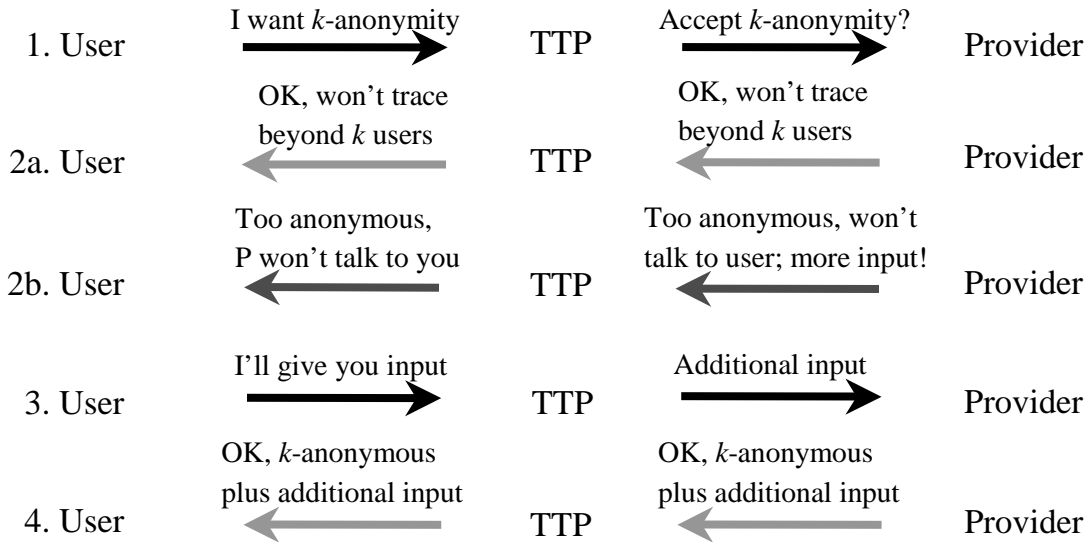 I want k-anonymity Accept k-anonymity?
1. User TTP Provider
OK, won’t trace OK, won’t trace
beyond k users beyond k users
2a. User TTP Provider
Too anonymous, Too anonymous, won’t
P won’t talk to you talk to user; more input!
2b. User TTP Provider
I’ll give you input Additional input
3. User TTP Provider
OK, k-anonymous OK, k-anonymous
plus additional input plus additional input
4. User TTP Provider